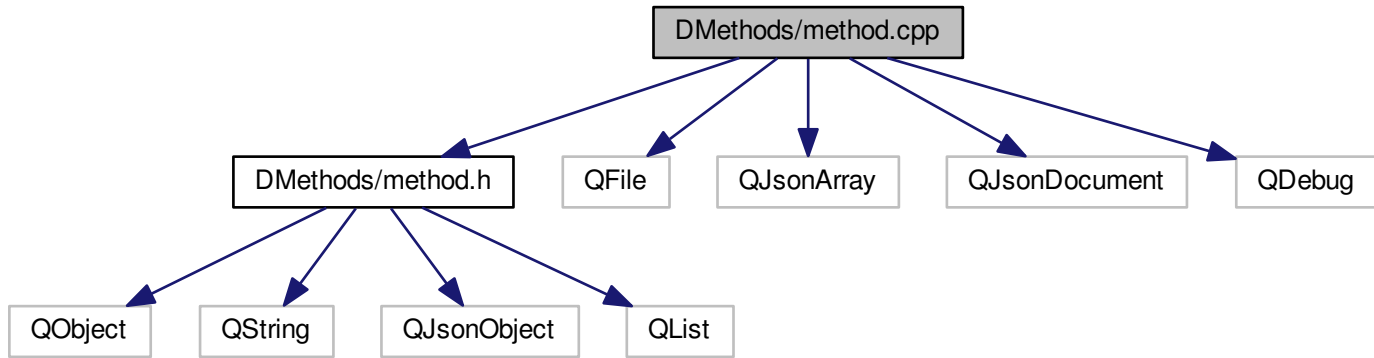 DMethods/method.cpp
DMethods/method.h
QFile
QJsonArray
QJsonDocument
QDebug
QObject
QString
QJsonObject
QList